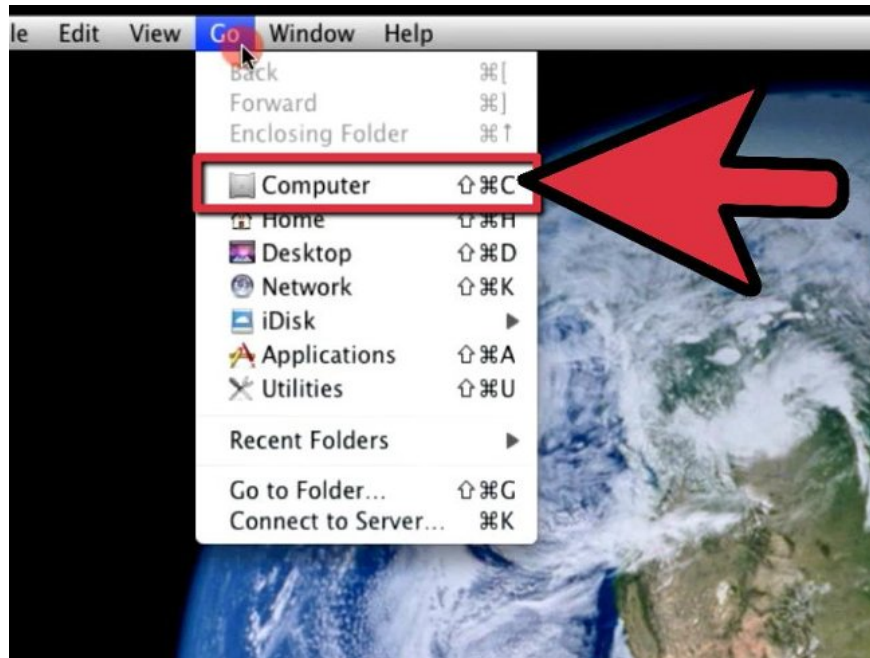 le Edit View Go Window Help
Back ⌘[
Forward ⌘]
Enclosing Folder ⌘↑
Computer ⇧⌘C
Home ⇧⌘H
Desktop ⇧⌘D
Network ⇧⌘K
iDisk ▶
Applications ⇧⌘A
Utilities ⇧⌘U
Recent Folders ▶
Go to Folder... ⇧⌘G
Connect to Server... ⌘K